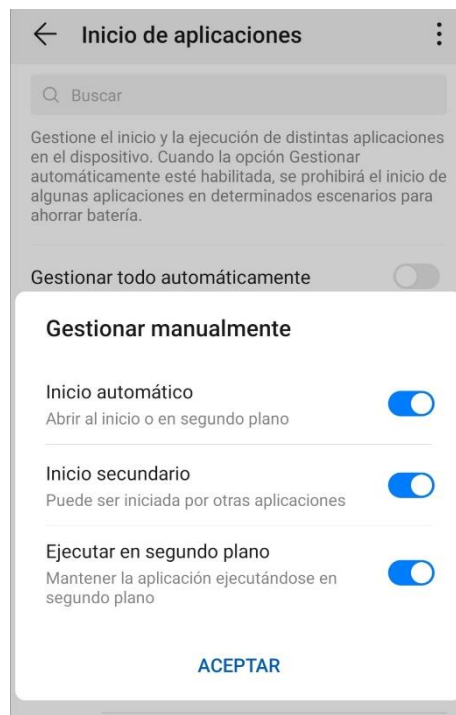 Inicio de aplicaciones
Buscar
Gestione el inicio y la ejecución de distintas aplicaciones
en el dispositivo. Cuando la opción Gestionar
automáticamente esté habilitada, se prohibirá el inicio de
algunas aplicaciones en determinados escenarios para
ahorrar batería.
Gestionar todo automáticamente
Gestionar manualmente
Inicio automático
Abrir al inicio o en segundo plano
Inicio secundario
Puede ser iniciada por otras aplicaciones
Ejecutar en segundo plano
Mantener la aplicación ejecutándose en
segundo plano
ACEPTAR